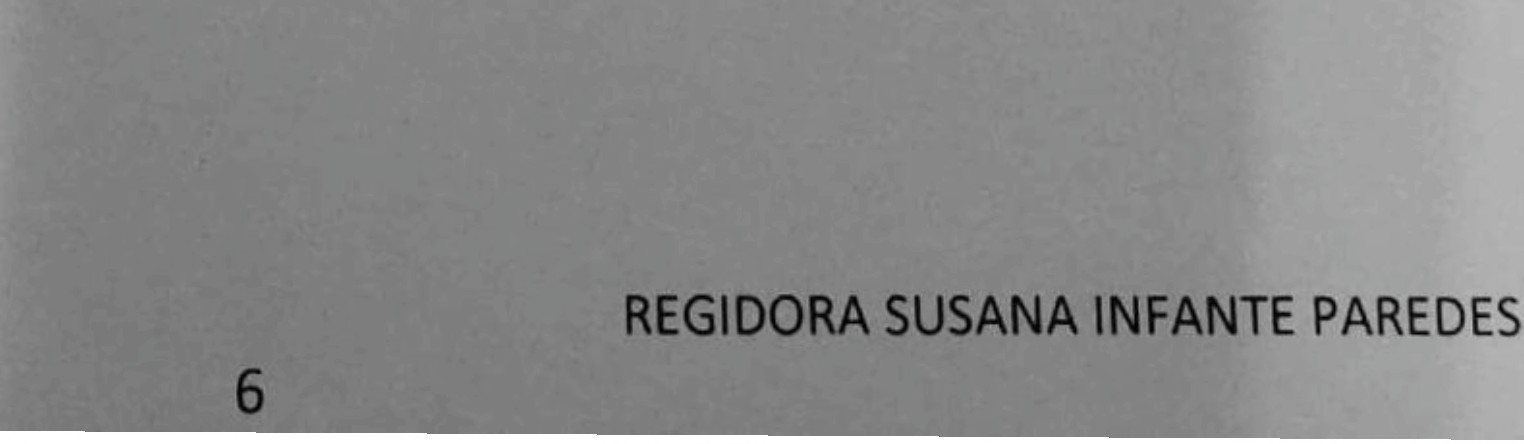 REGIDORA SUSANA INFANTE PAREDES
6